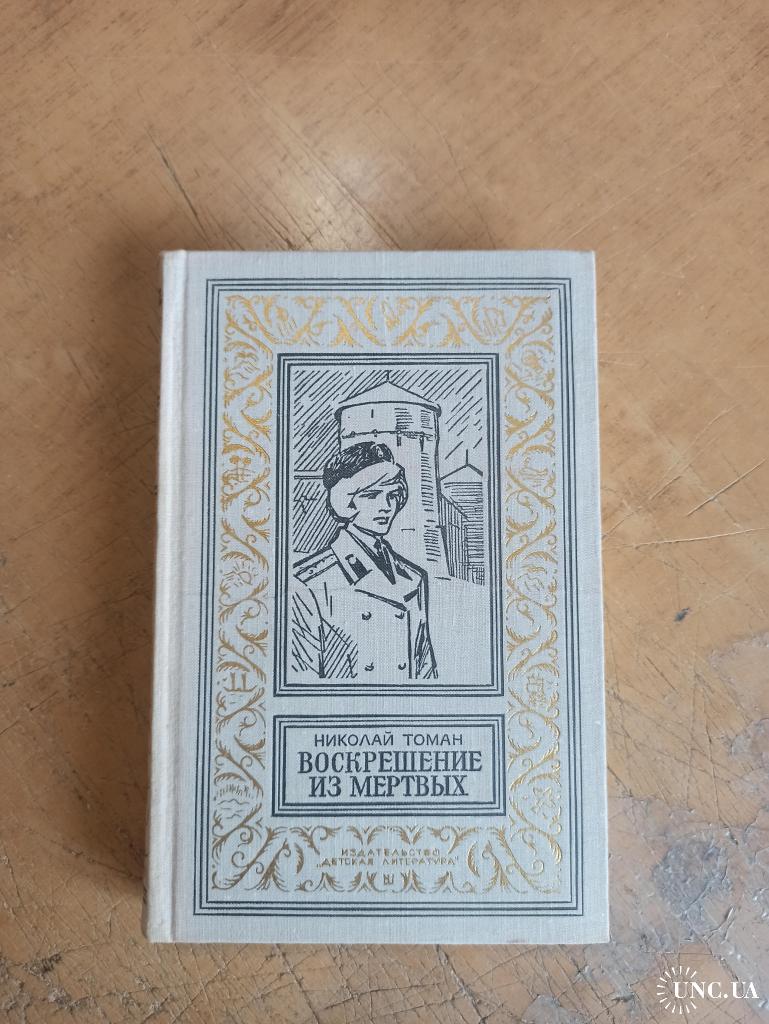 НИКОЛАЙ ТОМАН
ВОСКРЕШЕНИЕ
ИЗ МЕРТВЫХ
ИЗДАТЕЛЬСТВО
„ДЕТСКАЯ ЛИТЕРАТУРА"
UNC.UA